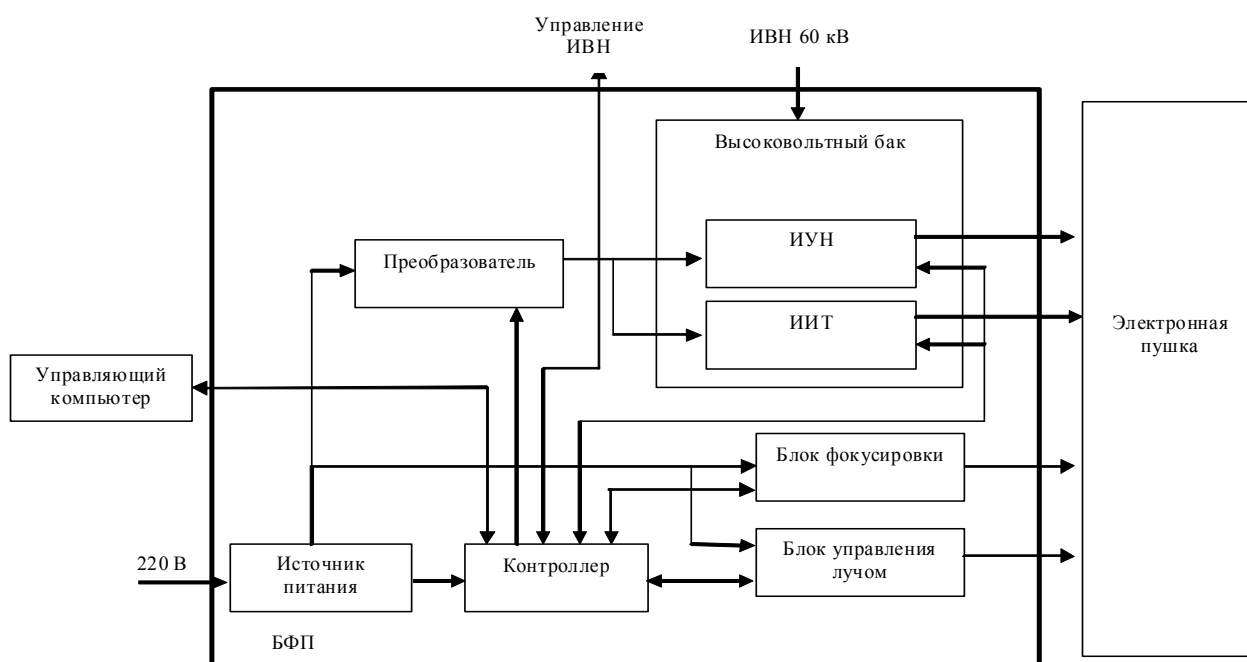 Управление
ИВН
ИВН 60 кВ
Высоковольтный бак
ИУН
Преобразователь
ИИТ
Электронная
пушка
Управляющий
компьютер
Блок фокусировки
220 В
Источник
питания
Контроллер
Блок управления
лучом
БФП